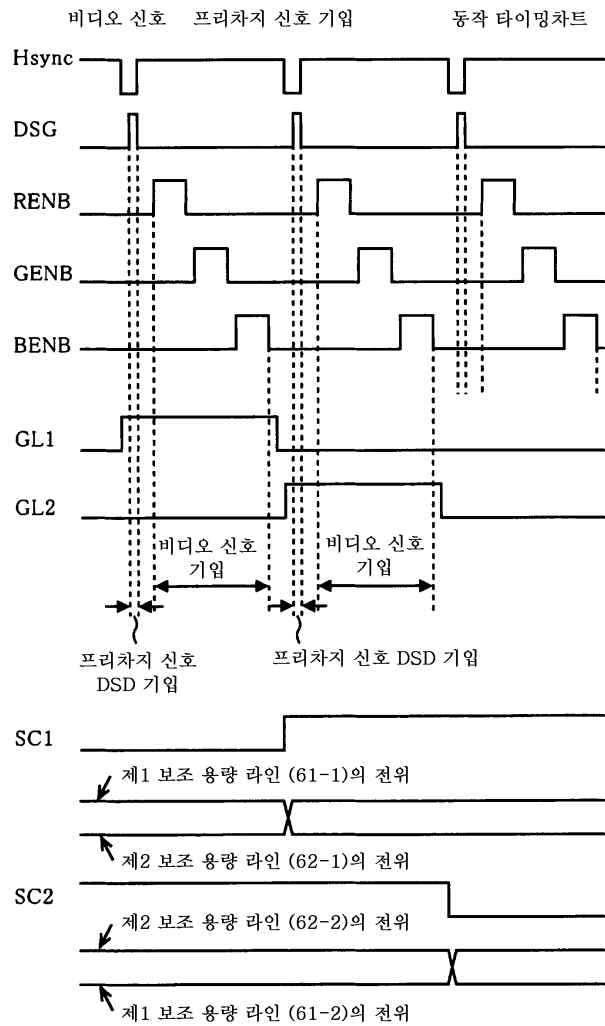 비디오 신호 프리차지 신호 기입 동작 타이밍차트
Hsync
DSG
RENB
GENB
BENB
GL1
GL2
비디오 신호
기입
비디오 신호
기입
프리차지 신호
DSD 기입
프리차지 신호 DSD 기입
SC1
제1 보조 용량 라인 (61-1)의 전위
제2 보조 용량 라인 (62-1)의 전위
SC2
제2 보조 용량 라인 (62-2)의 전위
제1 보조 용량 라인 (61-2)의 전위